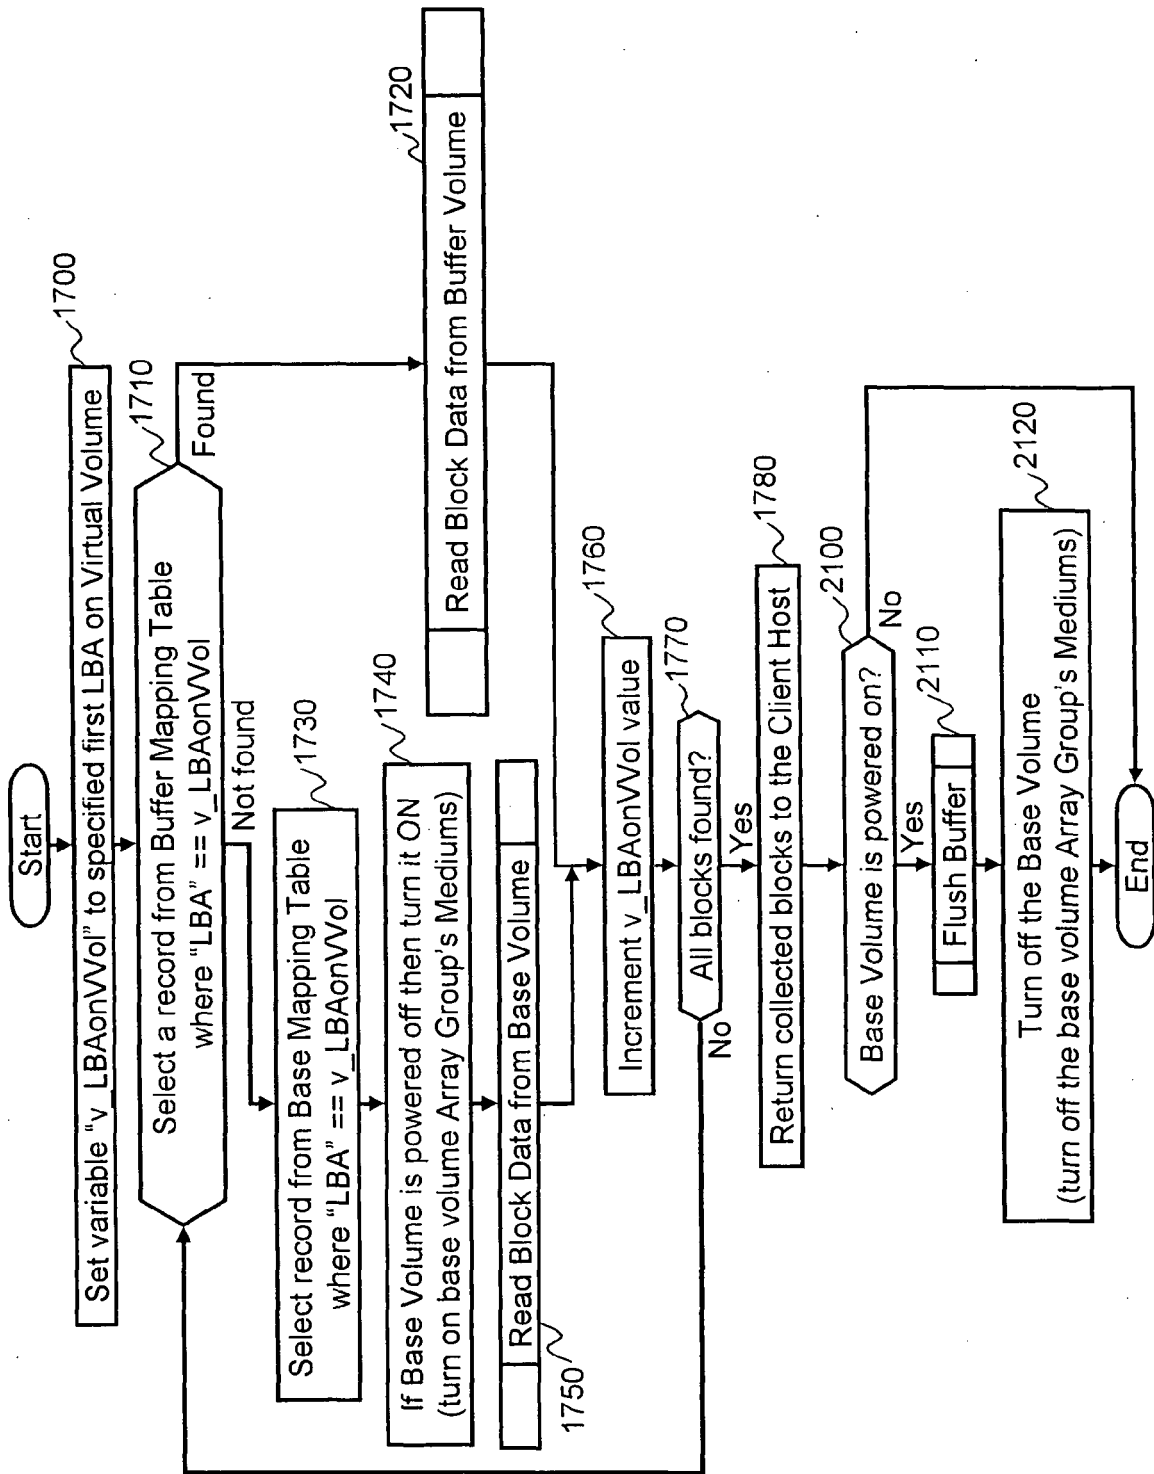 Start
1700
Set variable “v_LBAonVVol” to specified first LBA on Virtual Volume
1710
Select a record from Buffer Mapping Table
where “LBA” == v_LBAonVVol
Found
Not found
1720
Read Block Data from Buffer Volume
1730
Select record from Base Mapping Table
where “LBA” == v_LBAonVVol
1740
If Base Volume is powered off then turn it ON
(turn on base volume Array Group's Mediums)
Read Block Data from Base Volume
1750
1760
Increment v_LBAonVVol value
1770
All blocks found?
No
Yes
1780
Return collected blocks to the Client Host
2100
Base Volume is powered on?
No
Yes
2110
Flush Buffer
2120
Turn off the Base Volume
(turn off the base volume Array Group's Mediums)
End